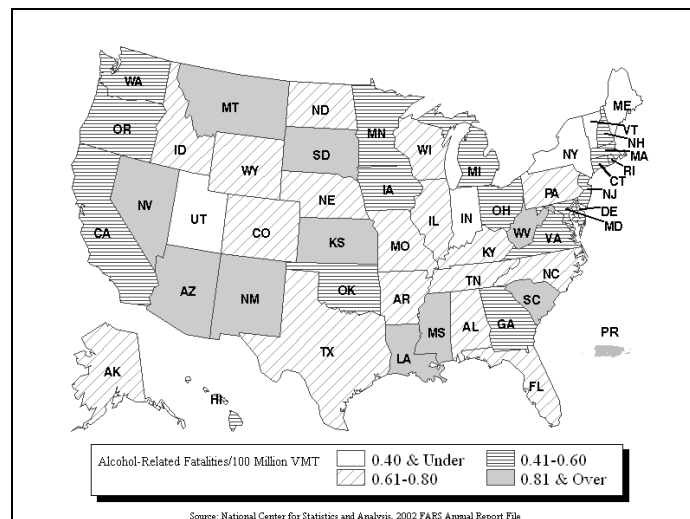 WA
MT
ND
MN
ME
VT
NH
MA
RI
CT
NJ
DE
MD
OR
ID
SD
WI
MI
NY
WY
IA
PA
NE
NV
UT
CO
IL
IN
OH
WV
VA
CA
KS
MO
KY
NC
TN
AZ
NM
OK
AR
SC
GA
MS
AL
LA
TX
PR
AK
HI
FL
Alcohol-Related Fatalities/100 Million VMT
0.40 & Under
0.41-0.60
0.61-0.80
0.81 & Over
Source: National Center for Statistics and Analysis, 2002 FARS Annual Report File